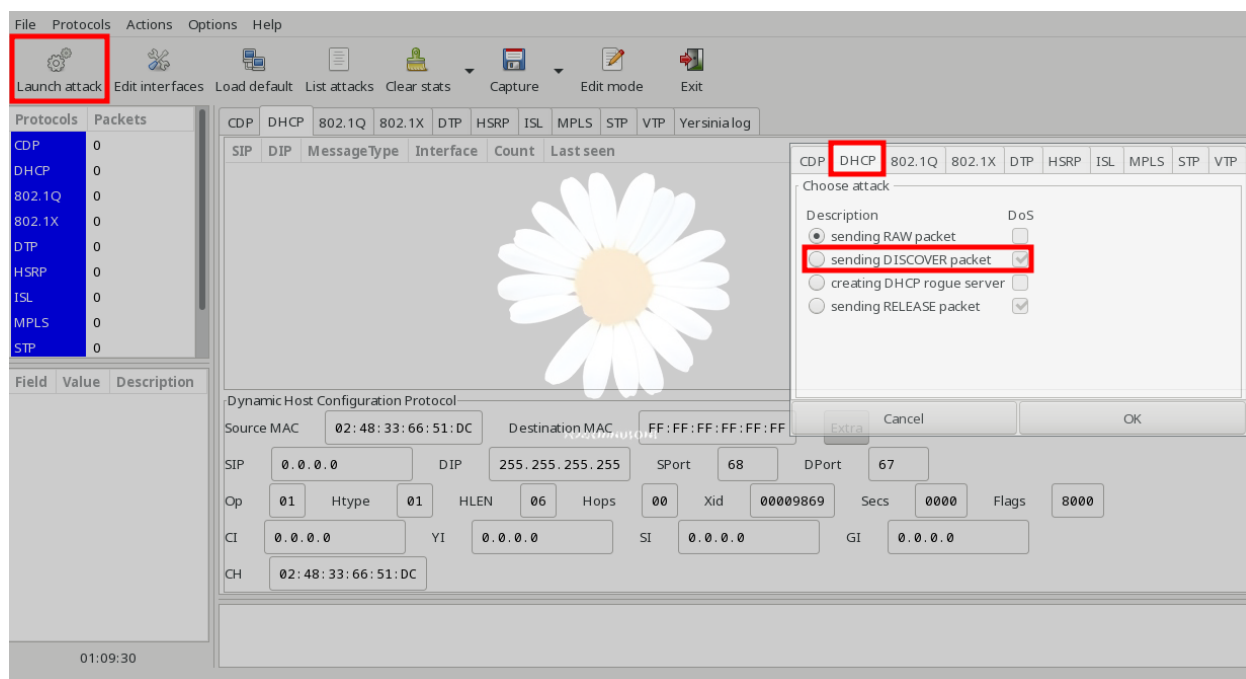 File Protocols Actions Options Help
Launch attack Edit interfaces Load default List attacks Clear stats Capture Edit mode Exit
Protocols Packets
CDP 0
DHCP 0
802.1Q 0
802.1X 0
DTP 0
HSRP 0
ISL 0
MPLS 0
STP 0
Field Value Description
01:09:30
CDP DHCP 802.1Q 802.1X DTP HSRP ISL MPLS STP VTP Yersinia log
SIP DIP MessageType Interface Count Last seen
CDP DHCP 802.1Q 802.1X DTP HSRP ISL MPLS STP VTP
Choose attack
Description DoS
sending RAW packet
sending DISCOVER packet
creating DHCP rogue server
sending RELEASE packet
Cancel OK
Dynamic Host Configuration Protocol
Source MAC 02:48:33:66:51:DC Destination MAC FF:FF:FF:FF:FF:FF Extra
SIP 0.0.0.0 DIP 255.255.255.255 SPort 68 DPort 67
Op 01 Htype 01 HLEN 06 Hops 00 Xid 00009869 Secs 0000 Flags 8000
CI 0.0.0.0 YI 0.0.0.0 SI 0.0.0.0 GI 0.0.0.0
CH 02:48:33:66:51:DC